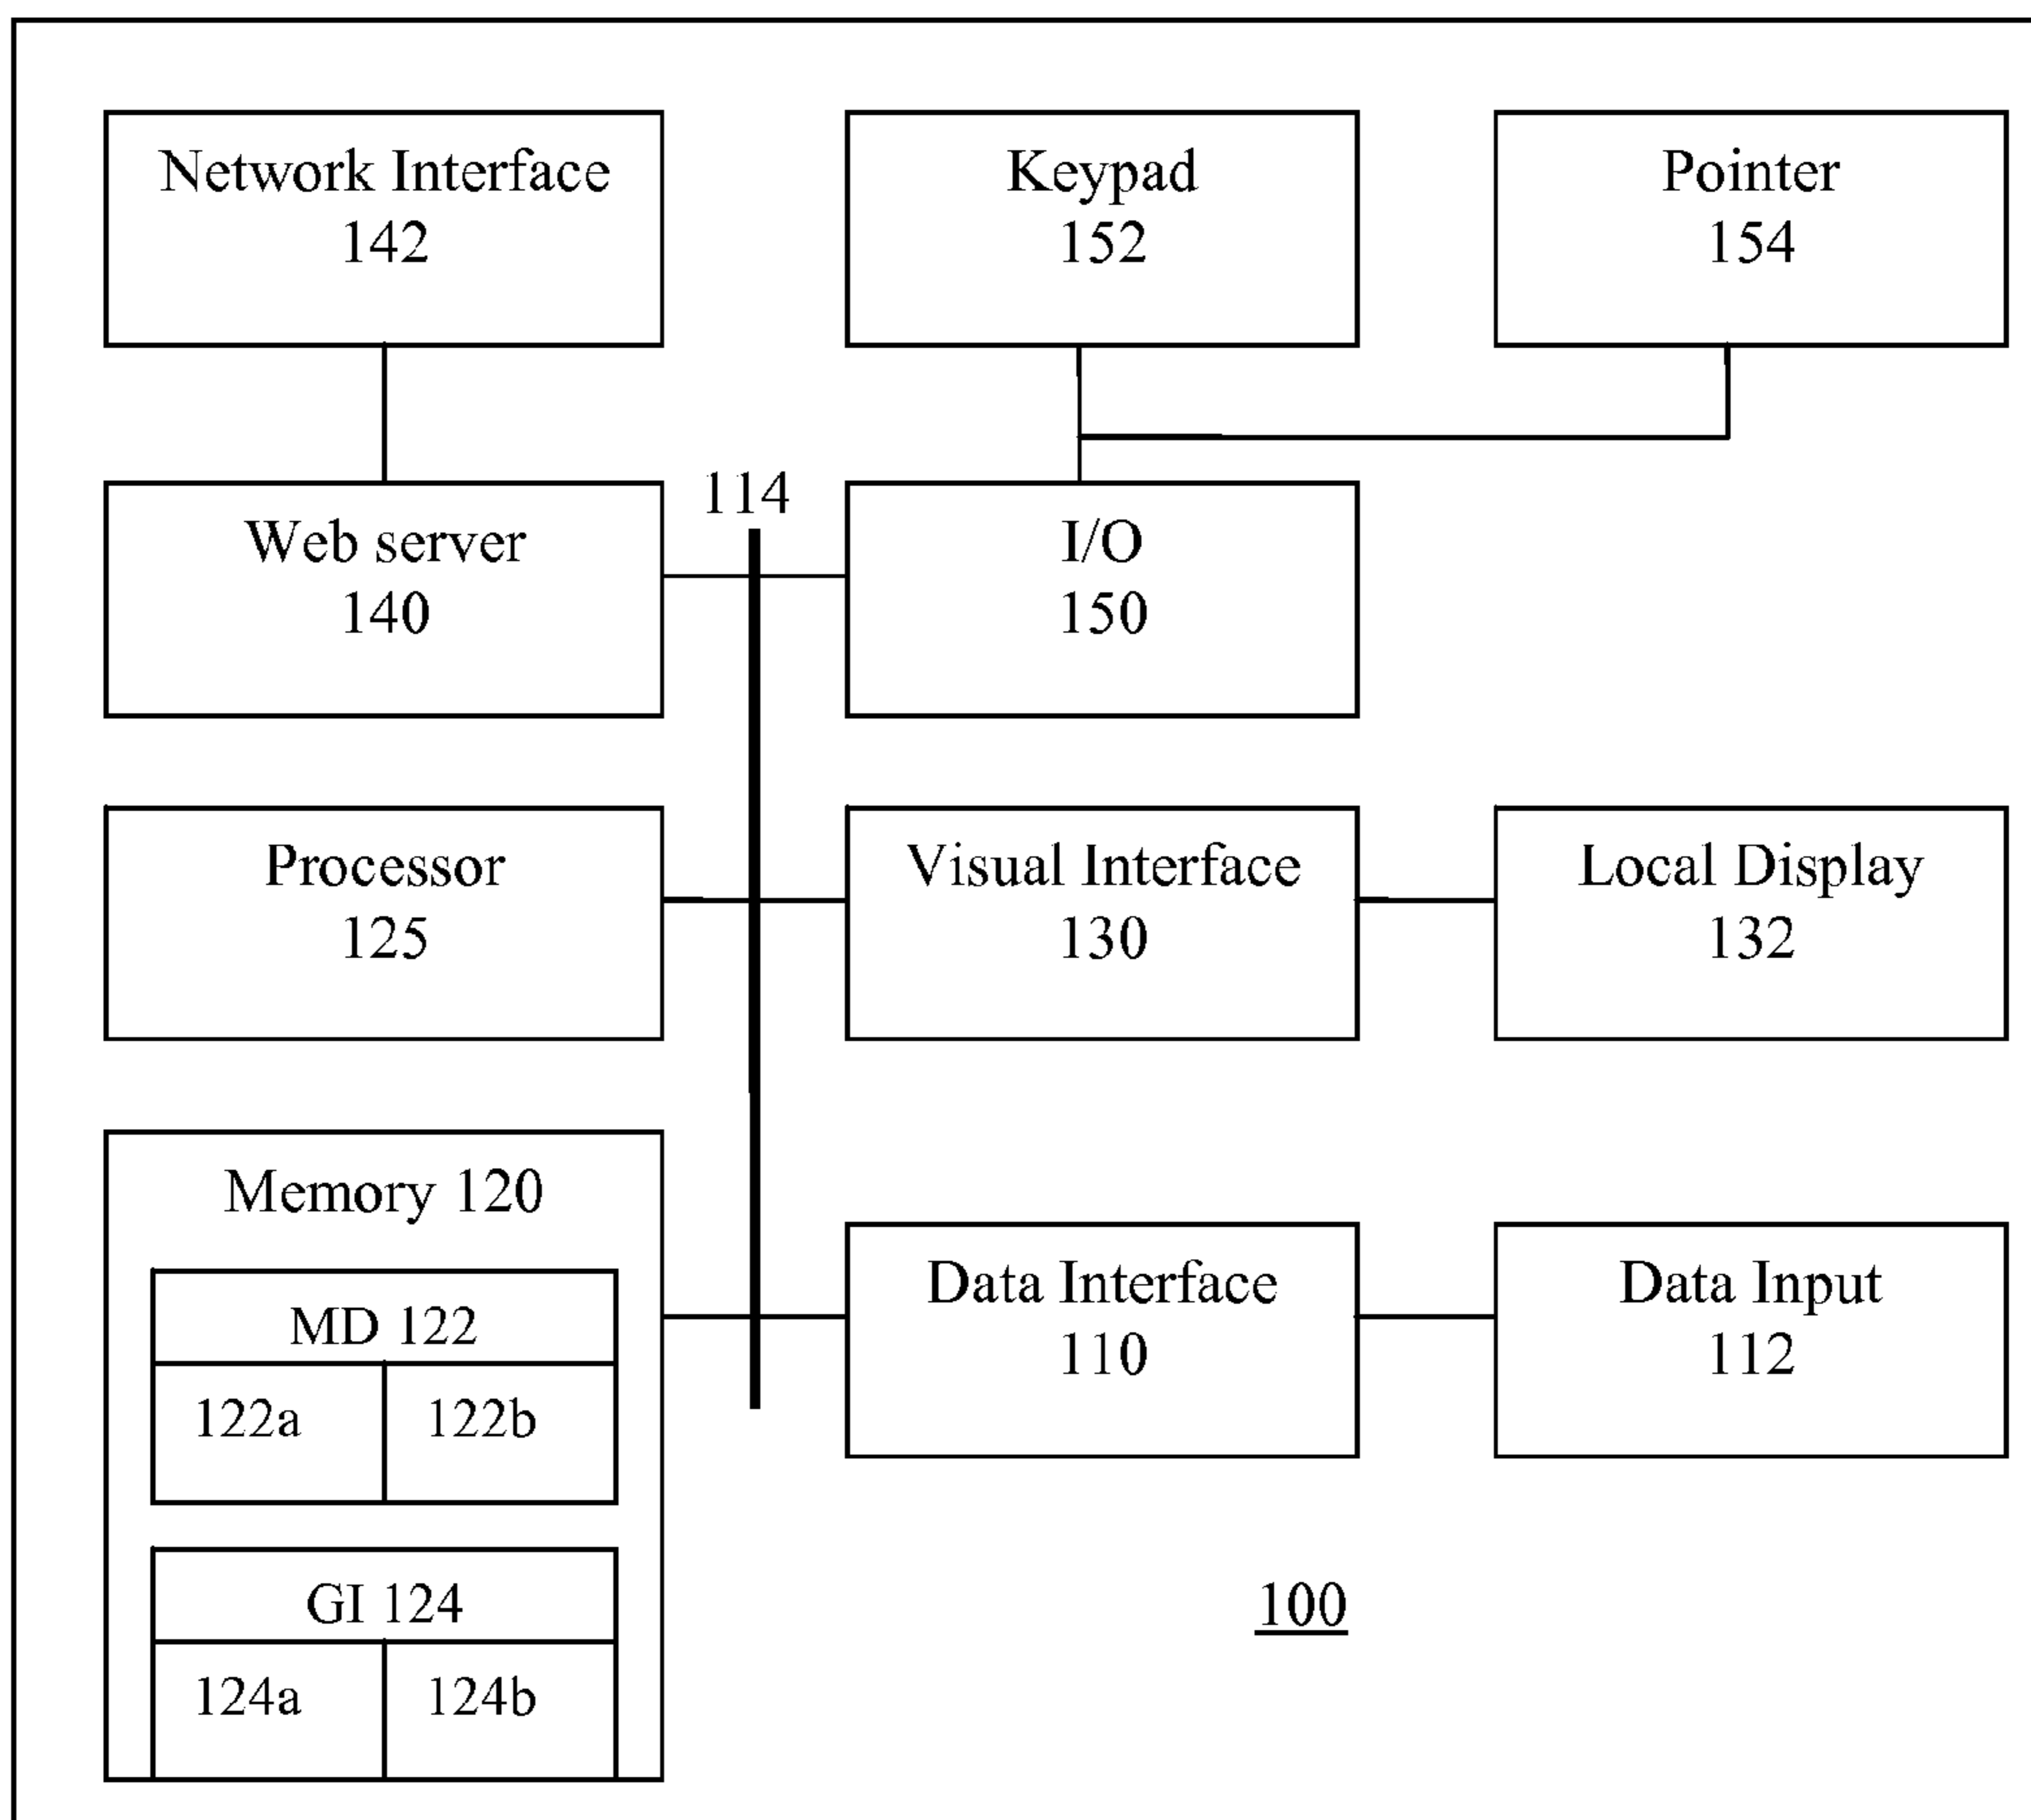 Network Interface
142
Keypad
152
Pointer
154
114
Web server
140
I/O
150
Processor
125
Visual Interface
130
Local Display
132
Memory 120
MD 122
122a
122b
GI 124
124a
124b
Data Interface
110
Data Input
112
100